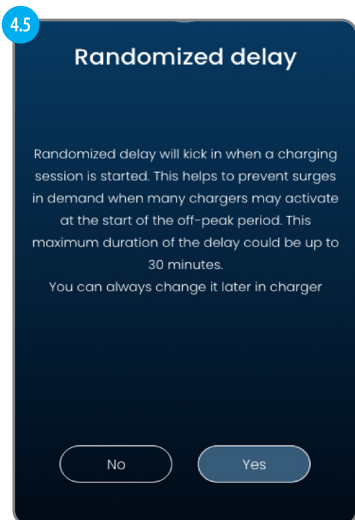 4.5
Randomized delay
Randomized delay will kick in when a charging
session is started. This helps to prevent surges
in demand when many chargers may activate
at the start of the off-peak period. This
maximum duration of the delay could be up to
30 minutes.
You can always change it later in charger
No
Yes